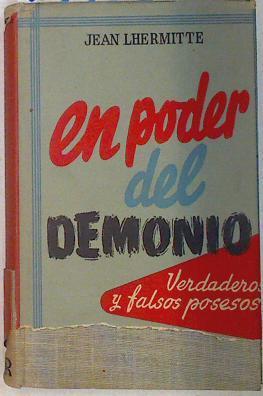 JEAN LHERMITTE
en poder
del
DEMONIO
Verdaderos
y falsos posesos
R